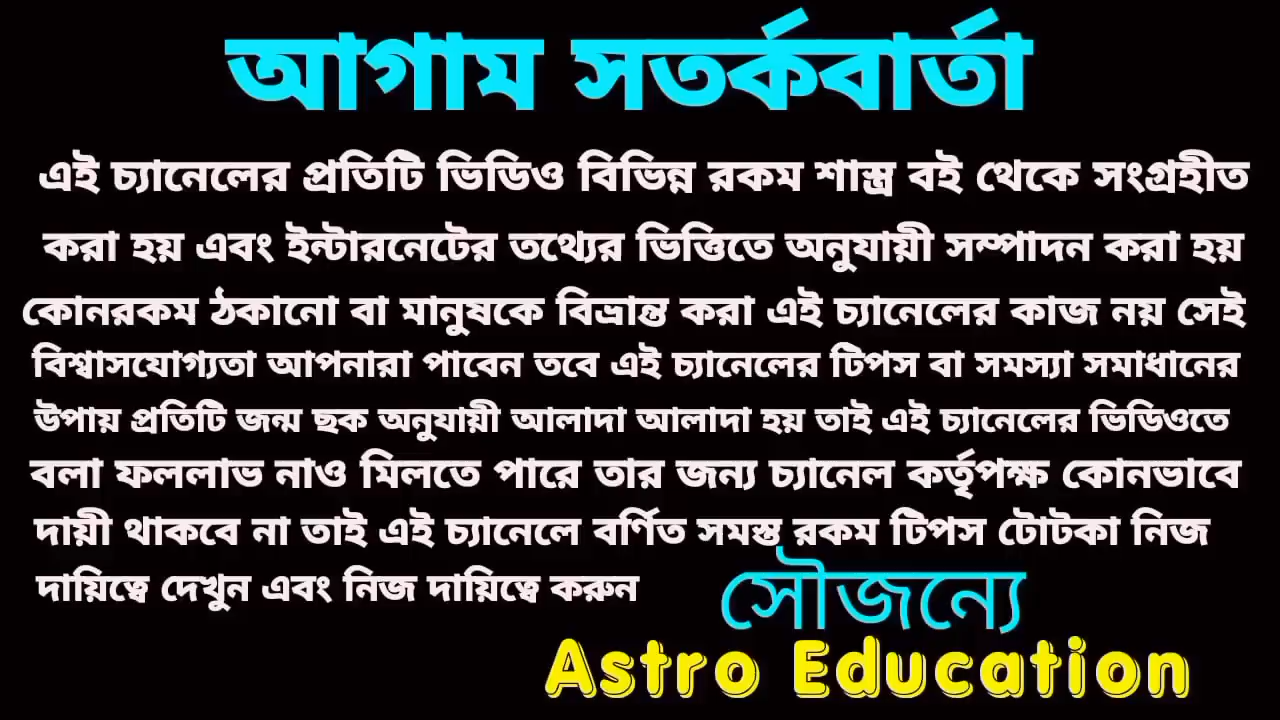 আগাম সতর্কবার্তা
এই চ্যানেলের প্রতিটি ভিডিও বিভিন্ন রকম শাস্ত্র বই থেকে সংগ্রহীত
করা হয় এবং ইন্টারনেটের তথ্যের ভিত্তিতে অনুযায়ী সম্পাদন করা হয়
কোনরকম ঠকানো বা মানুষকে বিভ্রান্ত করা এই চ্যানেলের কাজ নয় সেই
বিশ্বাসযোগ্যতা আপনারা পাবেন তবে এই চ্যানেলের টিপস বা সমস্যা সমাধানের
উপায় প্রতিটি জন্ম ছক অনুযায়ী আলাদা আলাদা হয় তাই এই চ্যানেলের ভিডিওতে
বলা ফললাভ নাও মিলতে পারে তার জন্য চ্যানেল কর্তৃপক্ষ কোনভাবে
দায়ী থাকবে না তাই এই চ্যানেলে বর্ণিত সমস্ত রকম টিপস টোটকা নিজ
দায়িত্বে দেখুন এবং নিজ দায়িত্বে করুন
সৌজন্যে
Astro Education